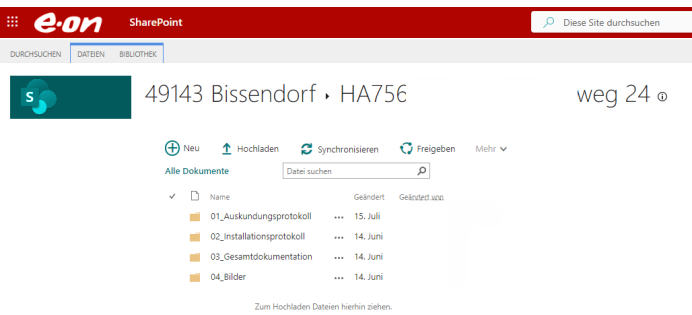 e·on SharePoint Diese Site durchsuchen
DURCHSUCHEN DATEIEN BIBLIOTHEK
S 49143 Bissendorf HA756 weg 24
Neu Hochladen Synchronisieren Freigeben Mehr
Alle Dokumente Datei suchen
Name Geändert Geändert von
01_Auskundungsprotokoll ... 15. Juli
02_Installationsprotokoll ... 14. Juni
03_Gesamtdokumentation ... 14. Juni
04_Bilder ... 14. Juni
Zum Hochladen Dateien hierhin ziehen.